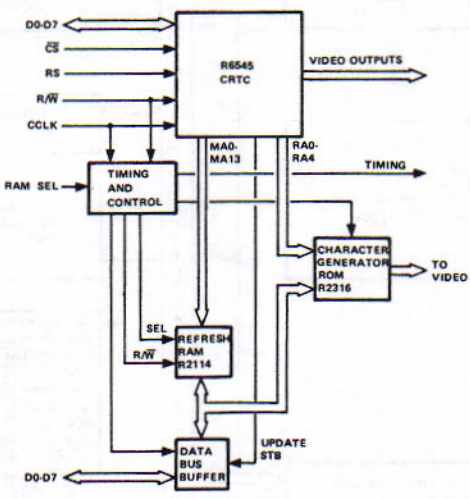 D0-D7
C̅S̅
RS
R/W̅
CCLK
R6545
CRTC
VIDEO OUTPUTS
MA0-
MA13
RA0-
RA4
TIMING
RAM SEL
TIMING
AND
CONTROL
CHARACTER
GENERATOR
ROM
R2316
TO
VIDEO
SEL
R/W̅
REFRESH
RAM
R2114
UPDATE
STB
DATA
BUS
BUFFER
D0-D7